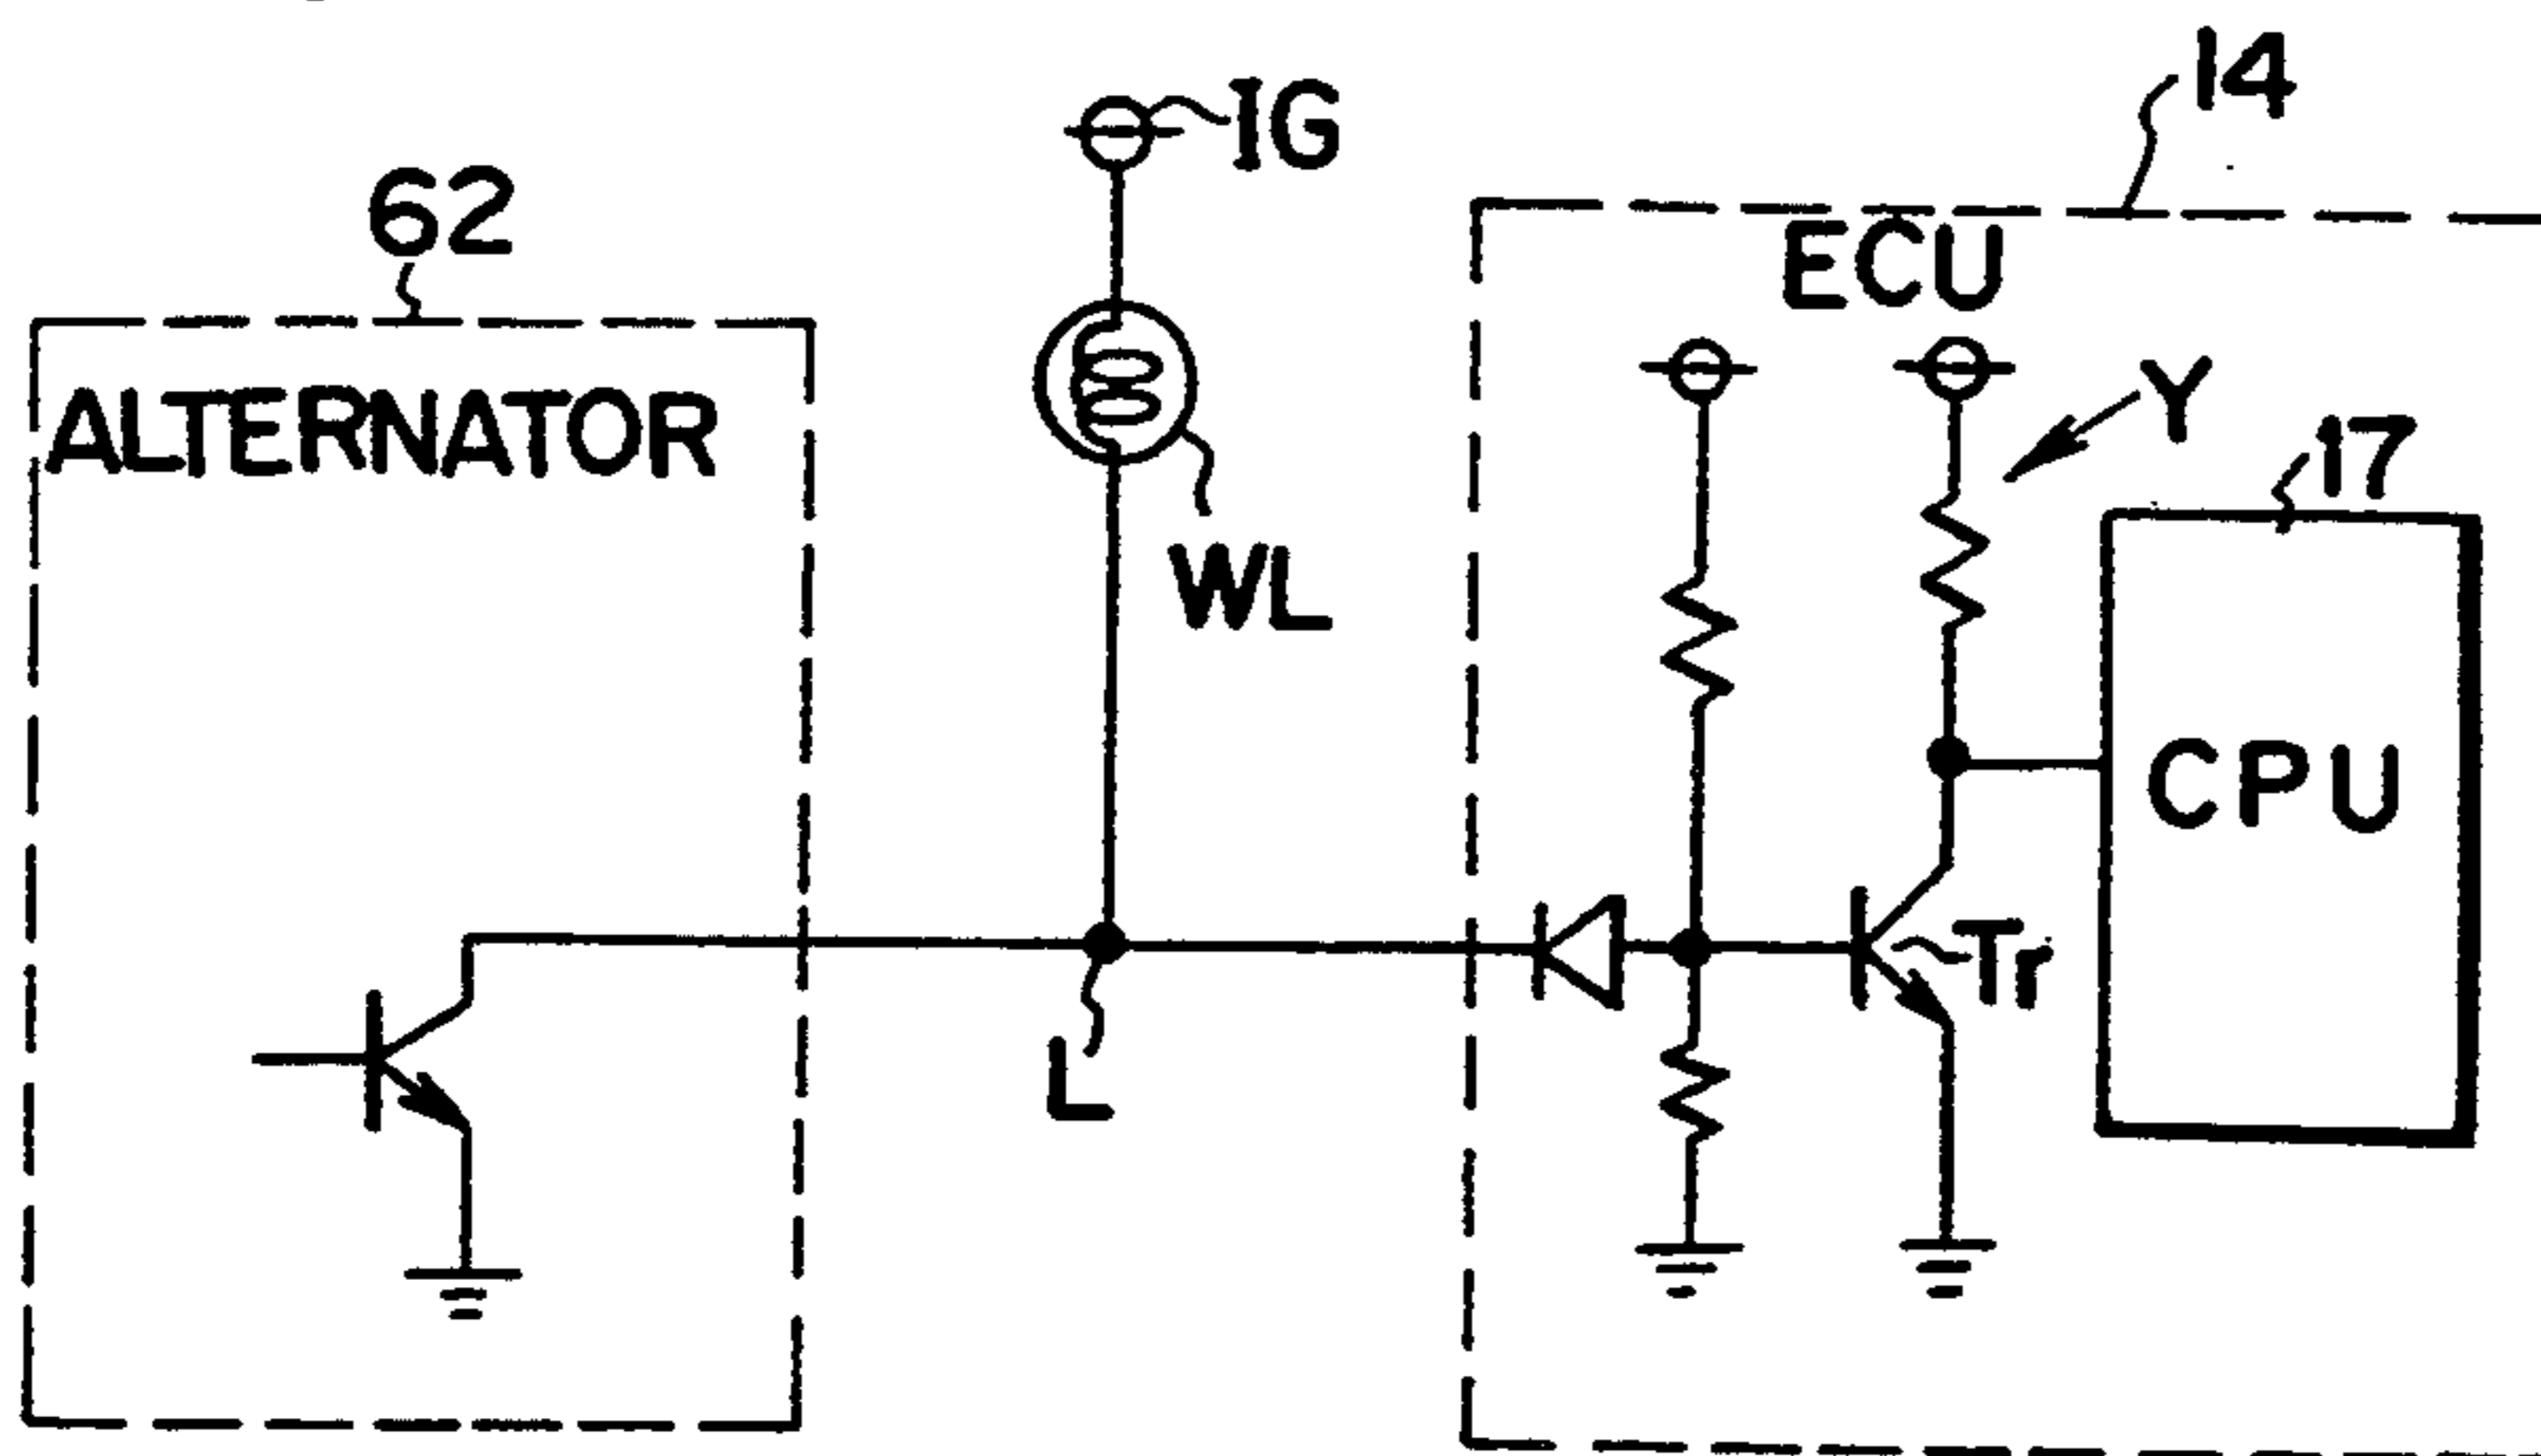 14
IG
62
ECU
Y
ALTERNATOR
17
WL
CPU
Tr
L